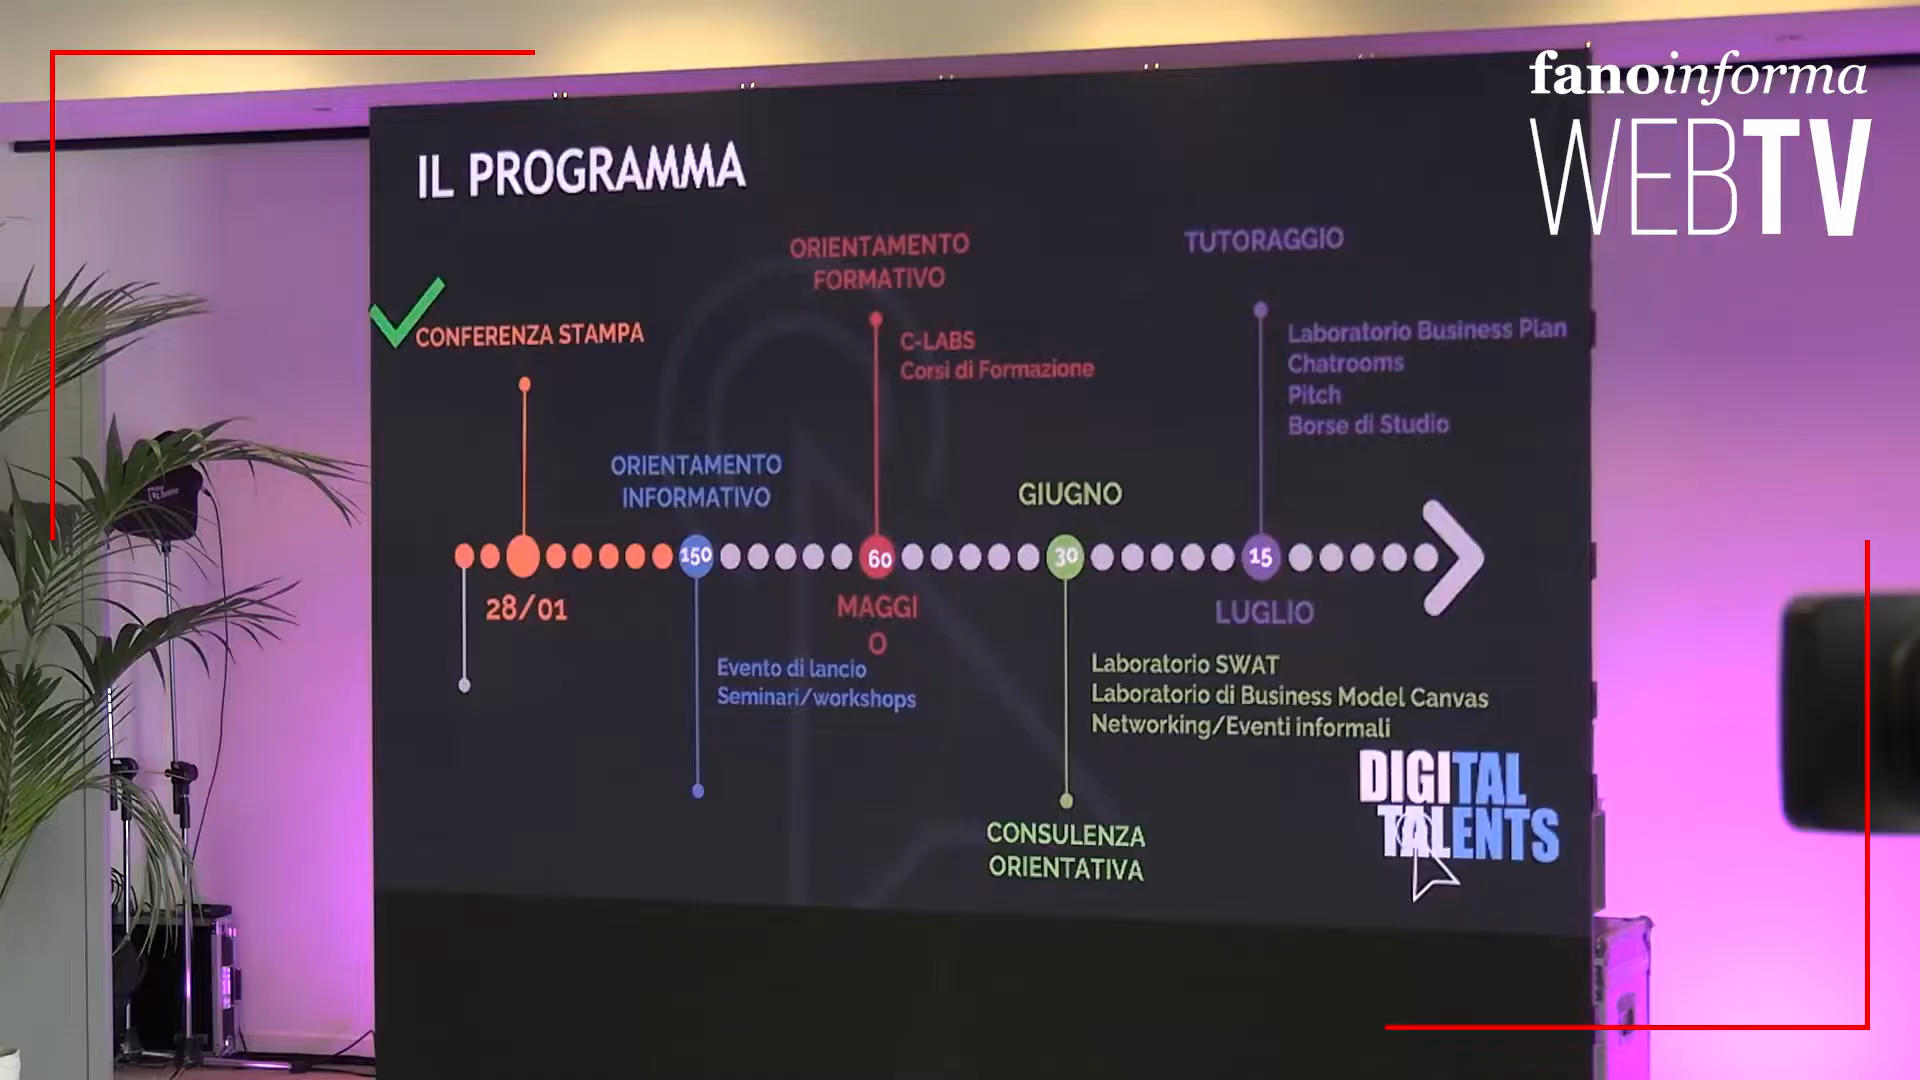 fanoinforma
WEBTV
IL PROGRAMMA
ORIENTAMENTO
FORMATIVO
TUTORAGGIO
CONFERENZA STAMPA
C-LABS
Corsi di Formazione
Laboratorio Business Plan
Chatrooms
Pitch
Borse di Studio
ORIENTAMENTO
INFORMATIVO
GIUGNO
150
60
30
15
28/01
MAGGI
O
LUGLIO
Evento di lancio
Seminari/workshops
Laboratorio SWAT
Laboratorio di Business Model Canvas
Networking/Eventi informali
CONSULENZA
ORIENTATIVA
DIGITAL
TALENTS